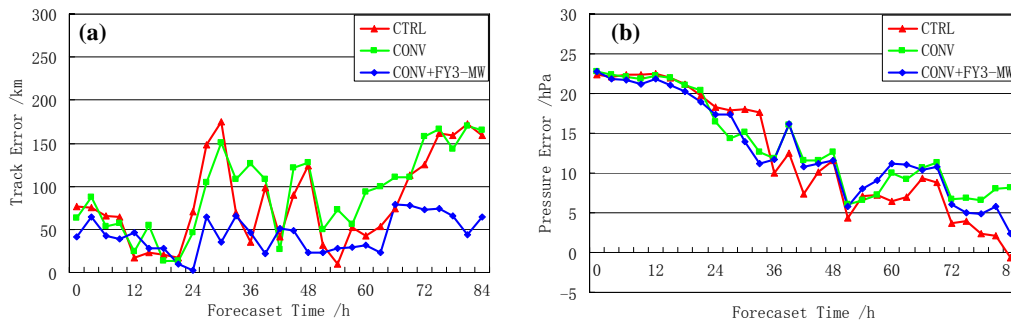 (a)
CTRL
CONV
CONV+FY3-MW
Track Error /km
300
250
200
150
100
50
0
0 12 24 36 48 60 72 84
Forecaset Time /h
(b)
CTRL
CONV
CONV+FY3-MW
Pressure Error /hPa
30
25
20
15
10
5
0
-5
0 12 24 36 48 60 72 8
Forecaset Time /h